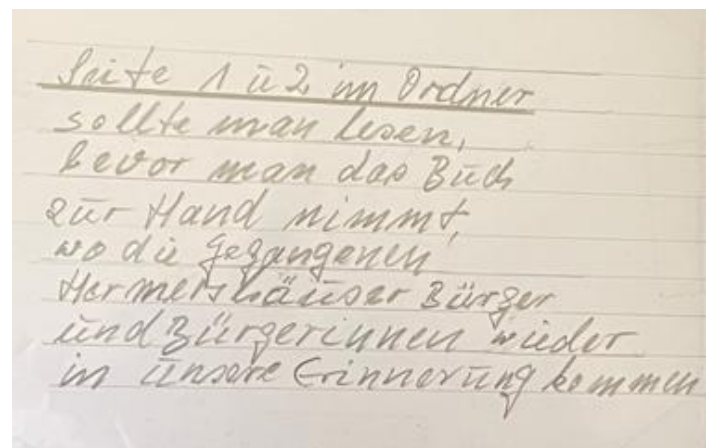 Seite 1 ü 2 im Ordner
sollte man lesen,
bevor man das Buch
zur Hand nimmt,
wo die gegangenen
Hermershäuser Bürger
und Bürgerinnen wieder
in unsere Erinnerung kommen